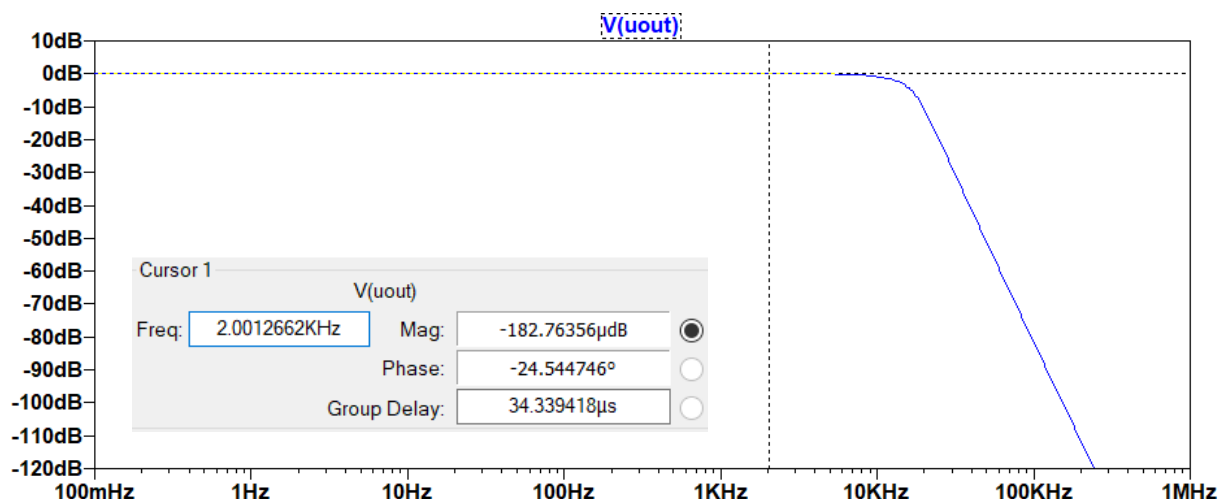 V(uout)
10dB
0dB
-10dB
-20dB
-30dB
-40dB
-50dB
-60dB
-70dB
-80dB
-90dB
-100dB
-110dB
-120dB
Cursor 1
V(uout)
Freq: 2.0012662KHz Mag: -182.76356µdB
Phase: -24.544746º
Group Delay: 34.339418µs
100mHz 1Hz 10Hz 100Hz 1KHz 10KHz 100KHz 1MHz